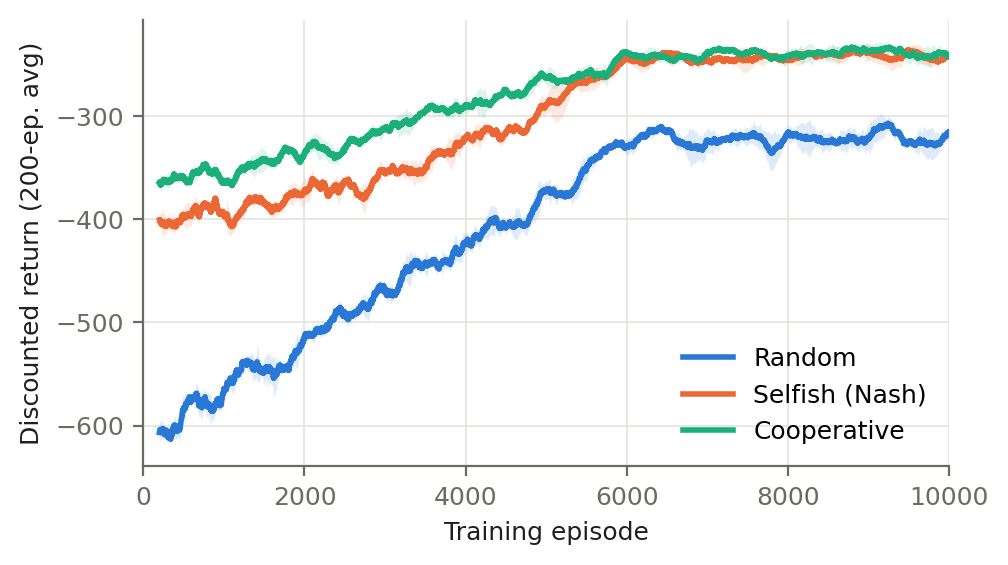 Discounted return (200-ep. avg)
−300
−400
−500
−600
Random
Selfish (Nash)
Cooperative
0 2000 4000 6000 8000 10000
Training episode